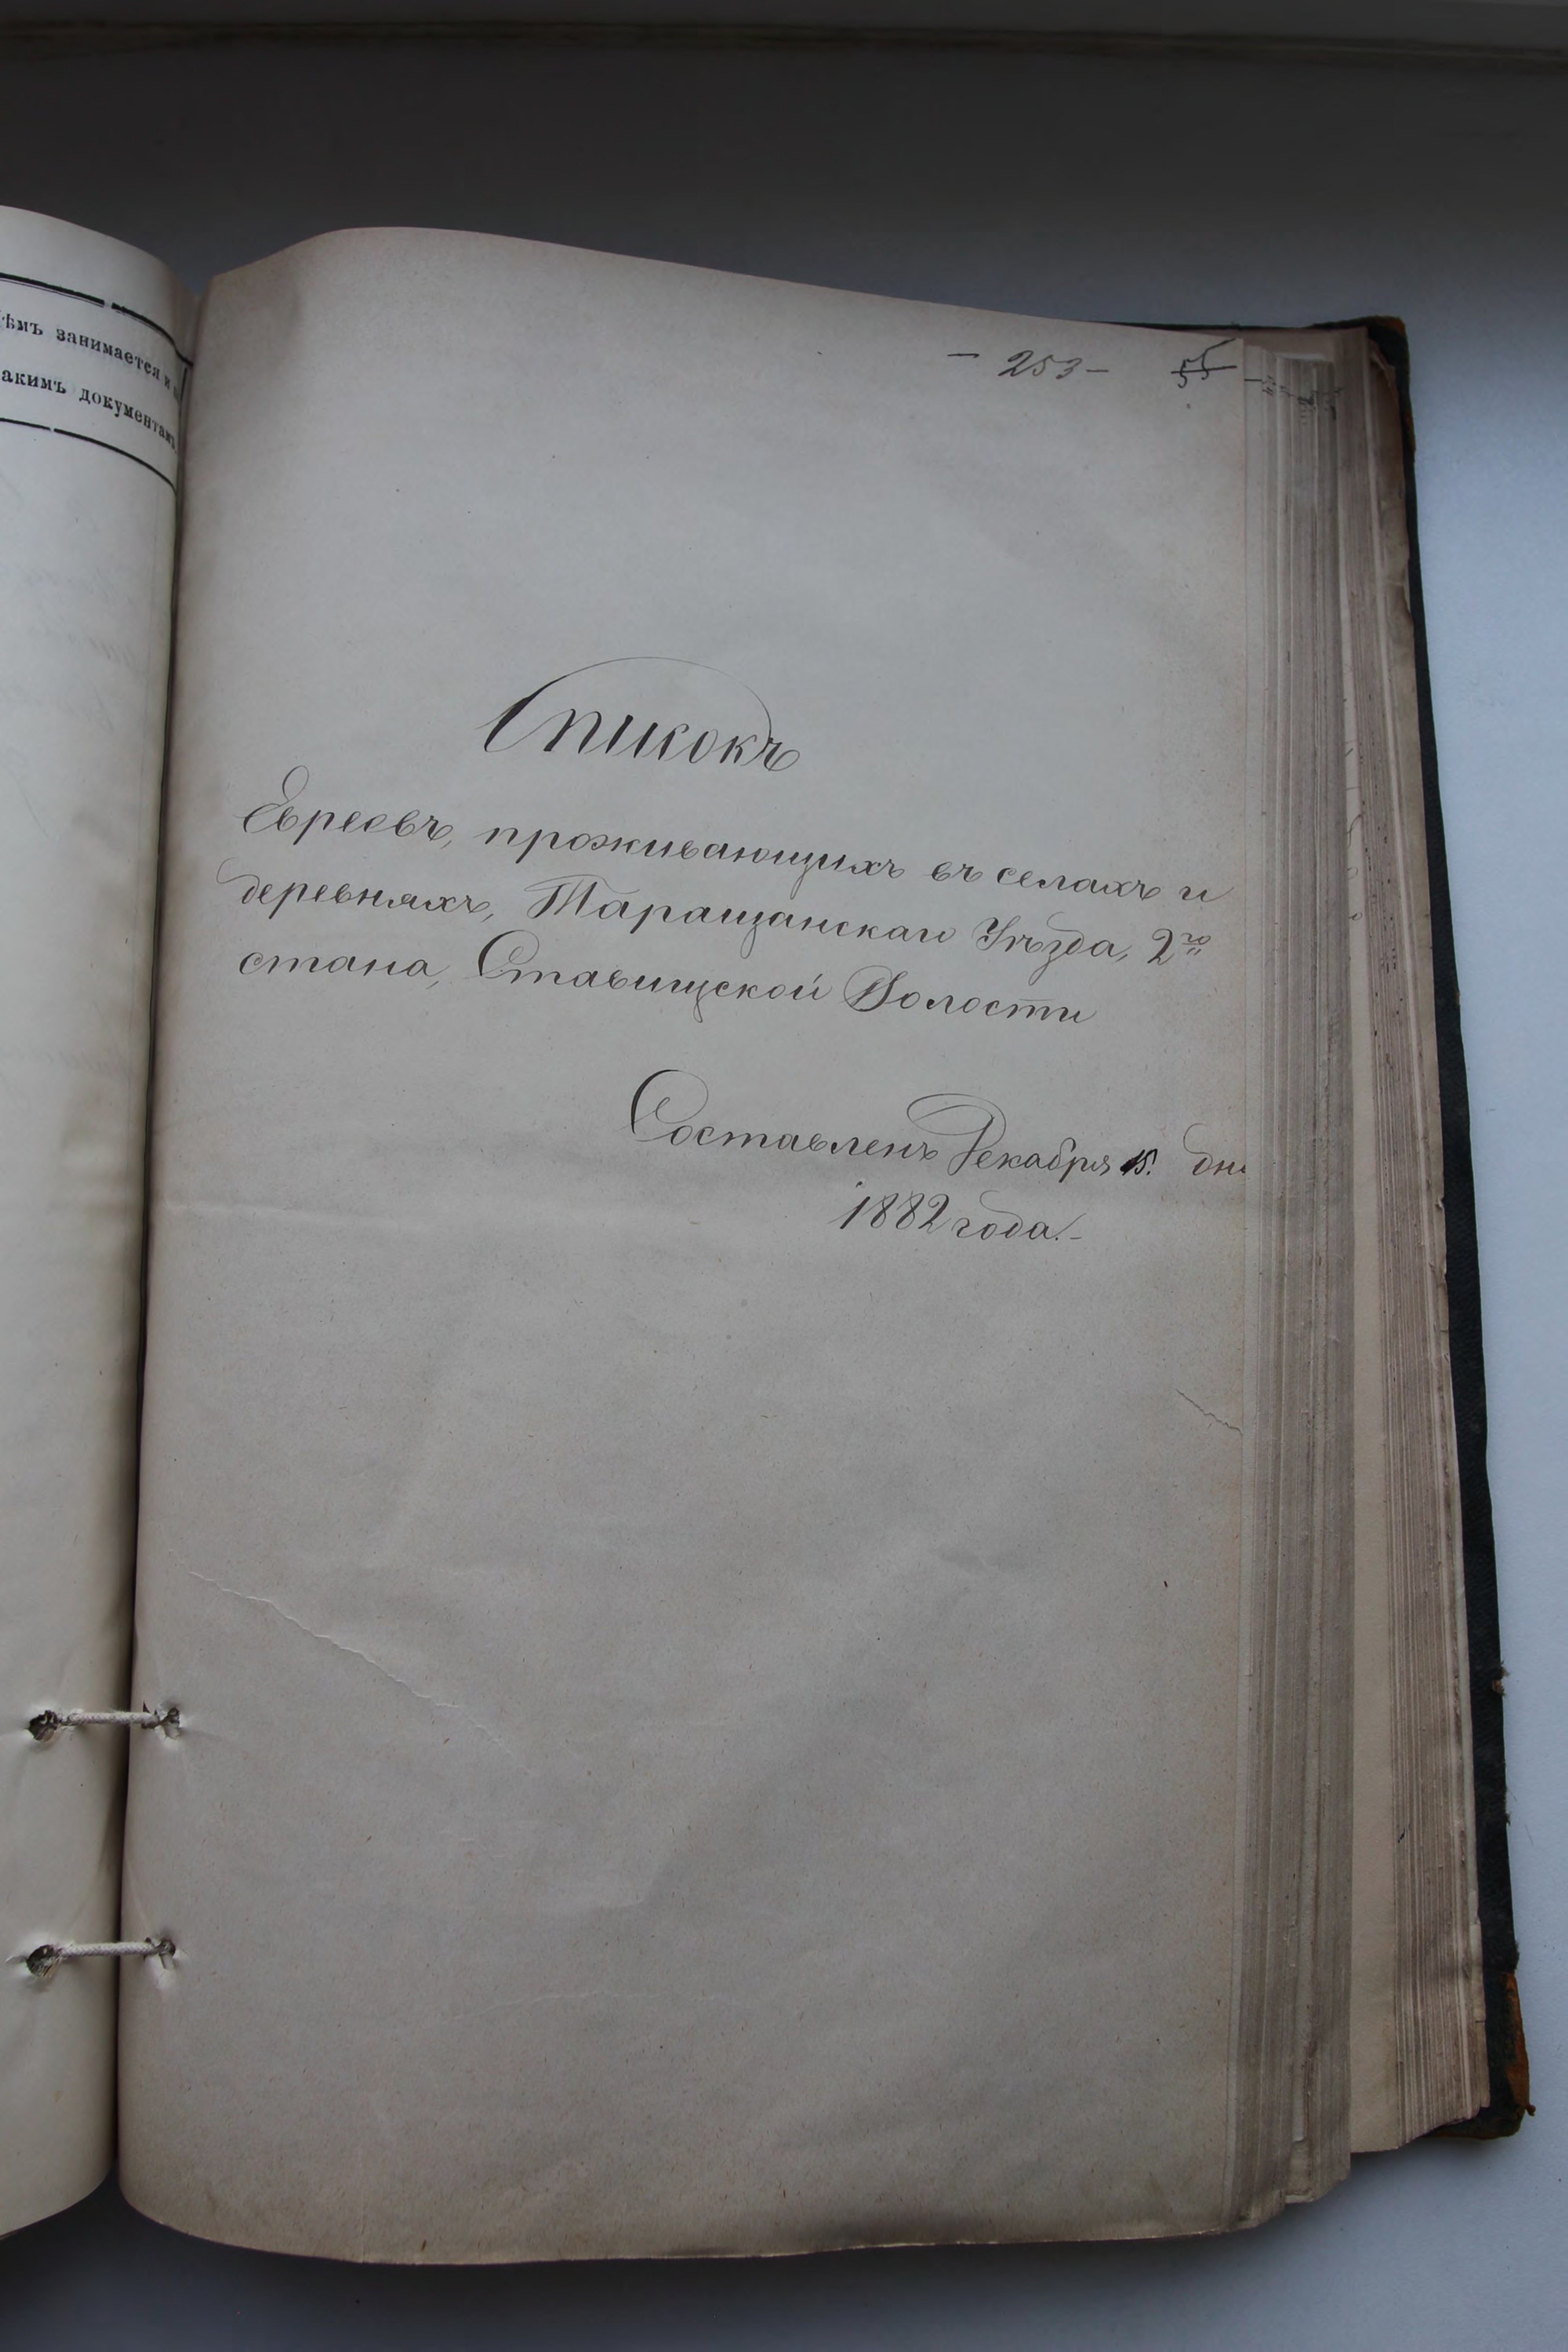 ѣмъ занимается и
акимъ документамъ
- 253 - 55
Списокъ
Евреевъ, проживающихъ въ селахъ и
деревняхъ, Таращанскаго Уѣзда, 2го
стана, Ставищской Волости
Составленъ Декабря 15. дня
1882 года.-